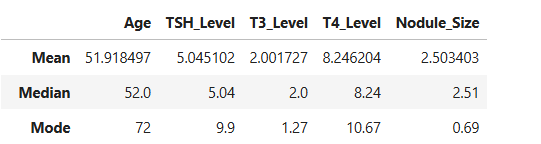 Age TSH_Level T3_Level T4_Level Nodule_Size
Mean 51.918497 5.045102 2.001727 8.246204 2.503403
Median 52.0 5.04 2.0 8.24 2.51
Mode 72 9.9 1.27 10.67 0.69